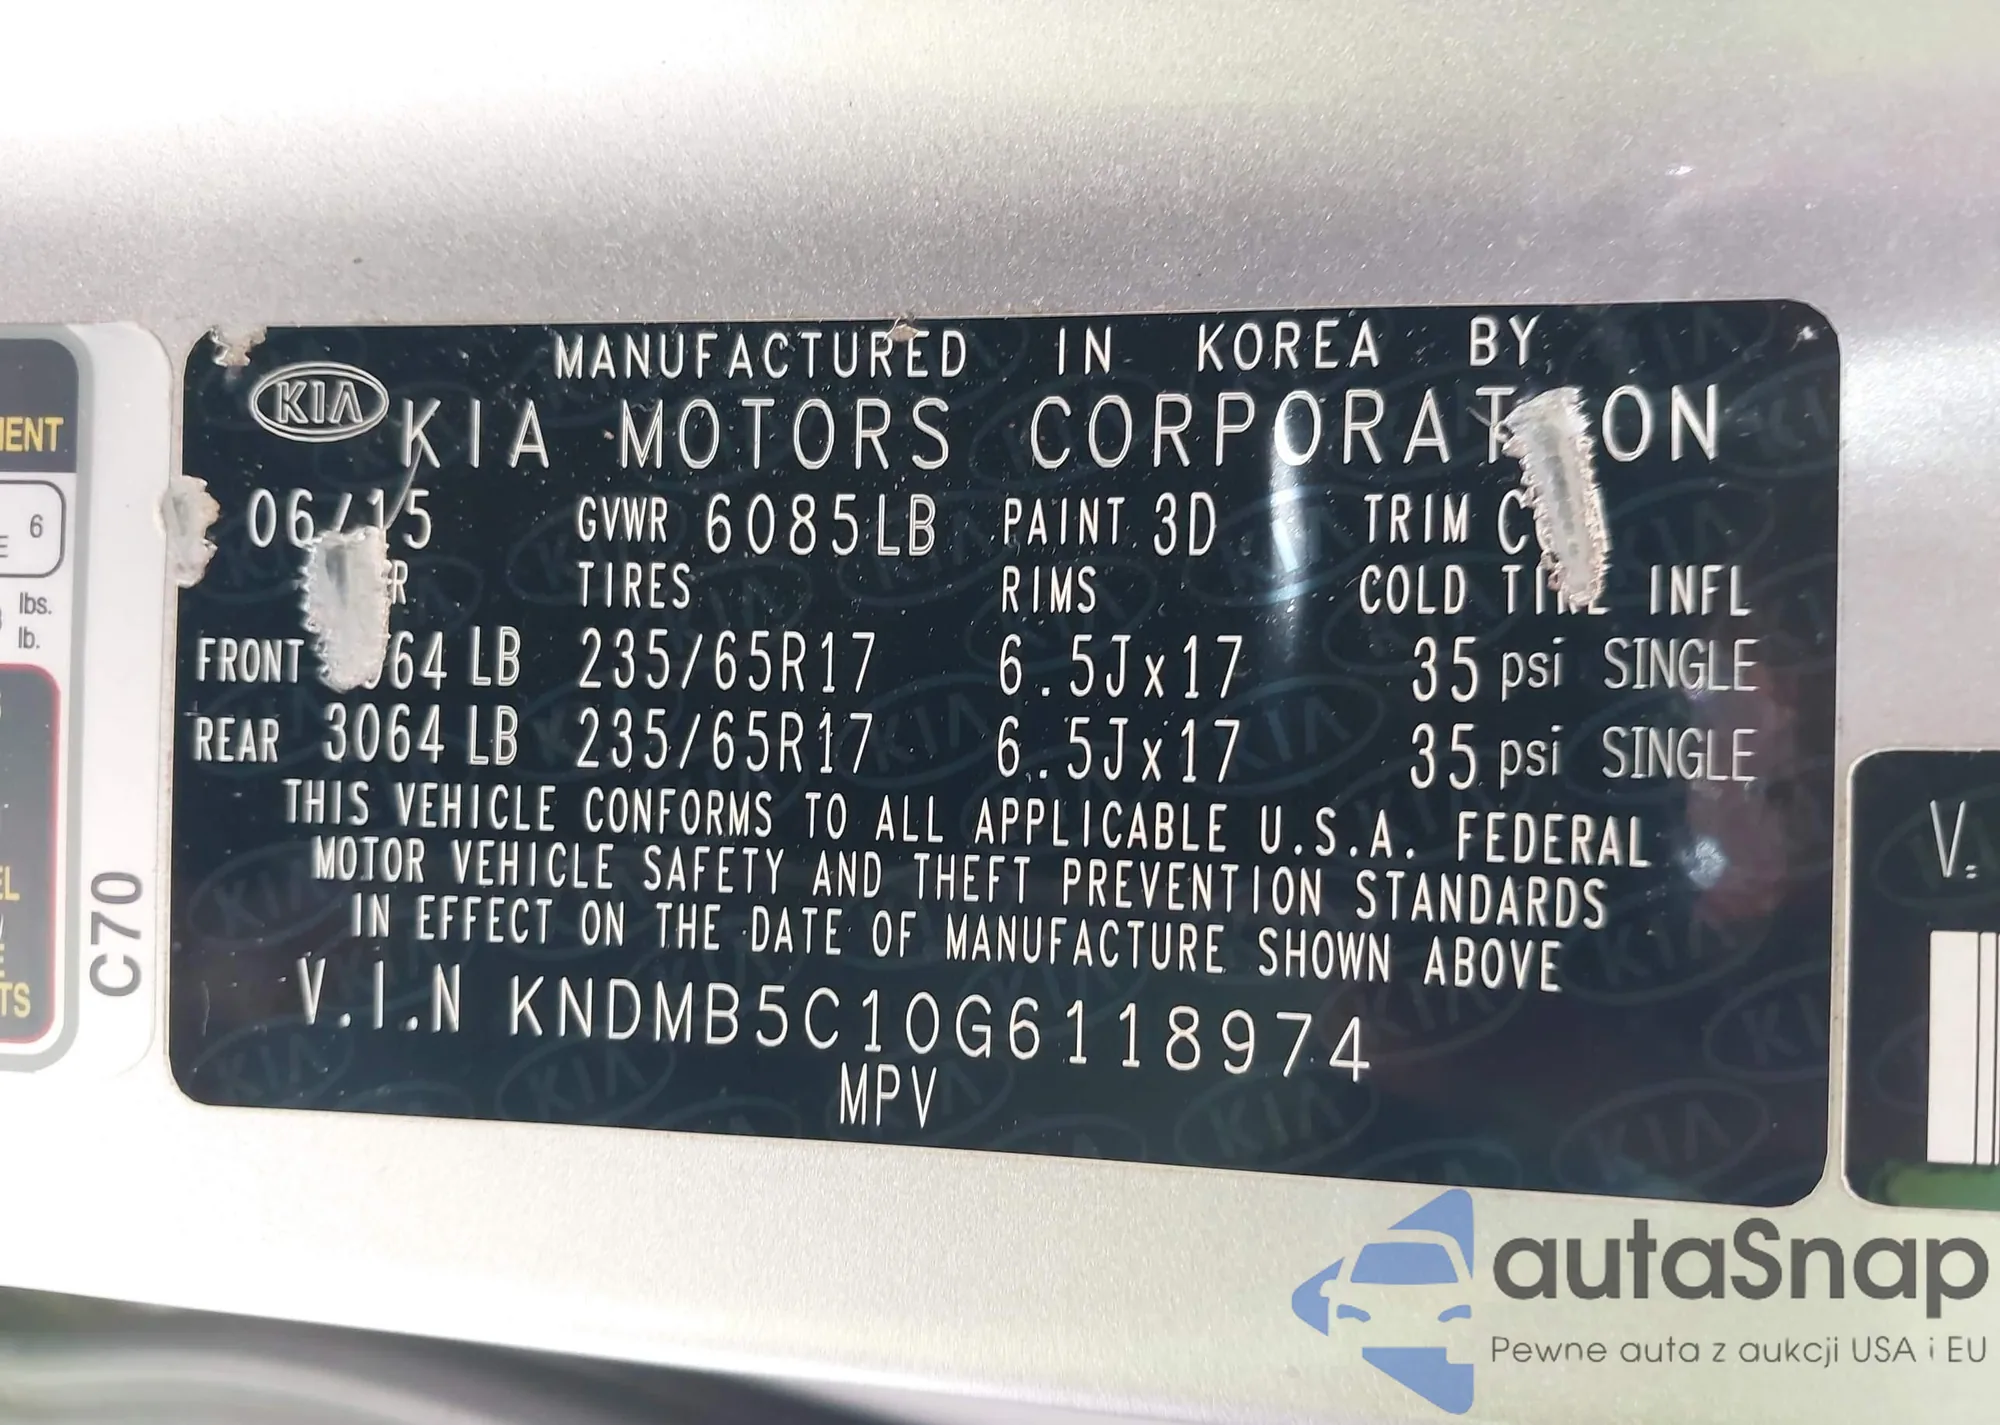 MANUFACTURED IN KOREA BY
KIA KIA MOTORS
06/15 GVWR 6085LB PAINT 3D TRIM
TIRES RIMS COLD INFL
FRONT LB 235/65R17 6.5Jx17 35 psi SINGLE
REAR 3064 LB 235/65R17 6.5Jx17 35 psi SINGLE
THIS VEHICLE CONFORMS TO ALL APPLICABLE U.S.A. FEDERAL
MOTOR VEHICLE SAFETY AND THEFT PREVENTION STANDARDS
IN EFFECT ON THE DATE OF MANUFACTURE SHOWN ABOVE
V.I.N KNDMB5C10G6118974
MPV
6
lbs.
lb.
C70
V.
autaSnap
Pewne auta z aukcji USA i EU